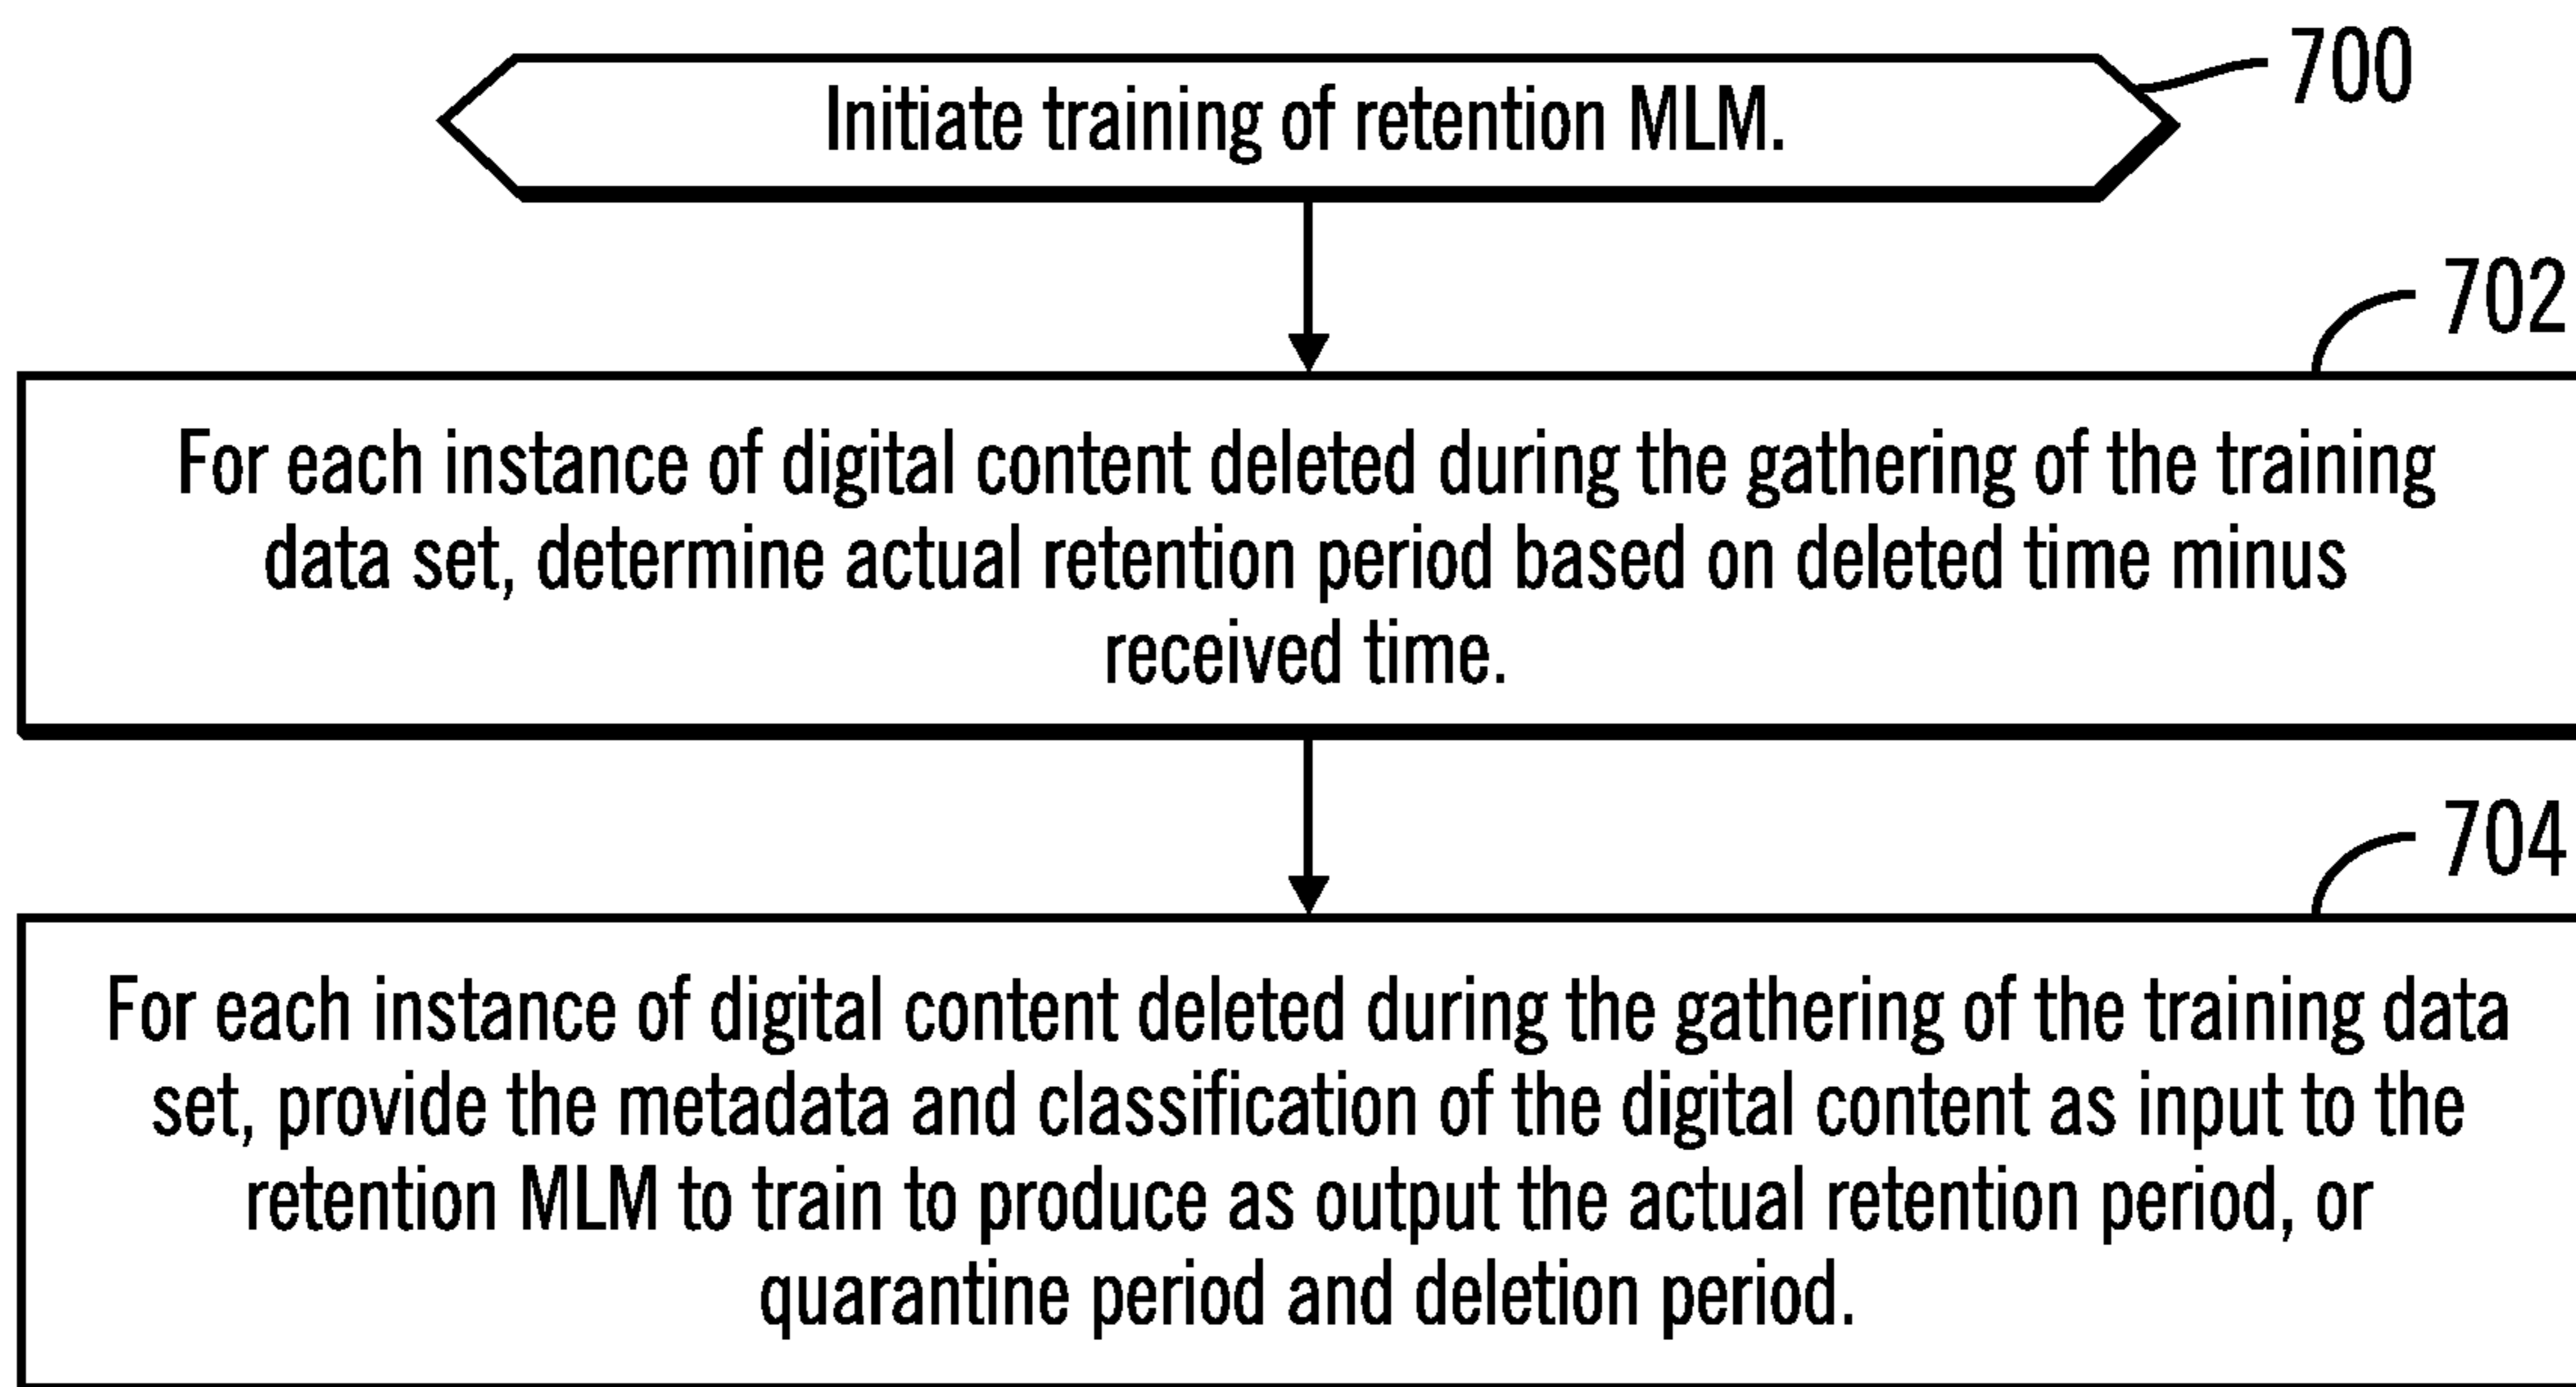 Initiate training of retention MLM.
700
702
For each instance of digital content deleted during the gathering of the training
data set, determine actual retention period based on deleted time minus
received time.
704
For each instance of digital content deleted during the gathering of the training data
set, provide the metadata and classification of the digital content as input to the
retention MLM to train to produce as output the actual retention period, or
quarantine period and deletion period.